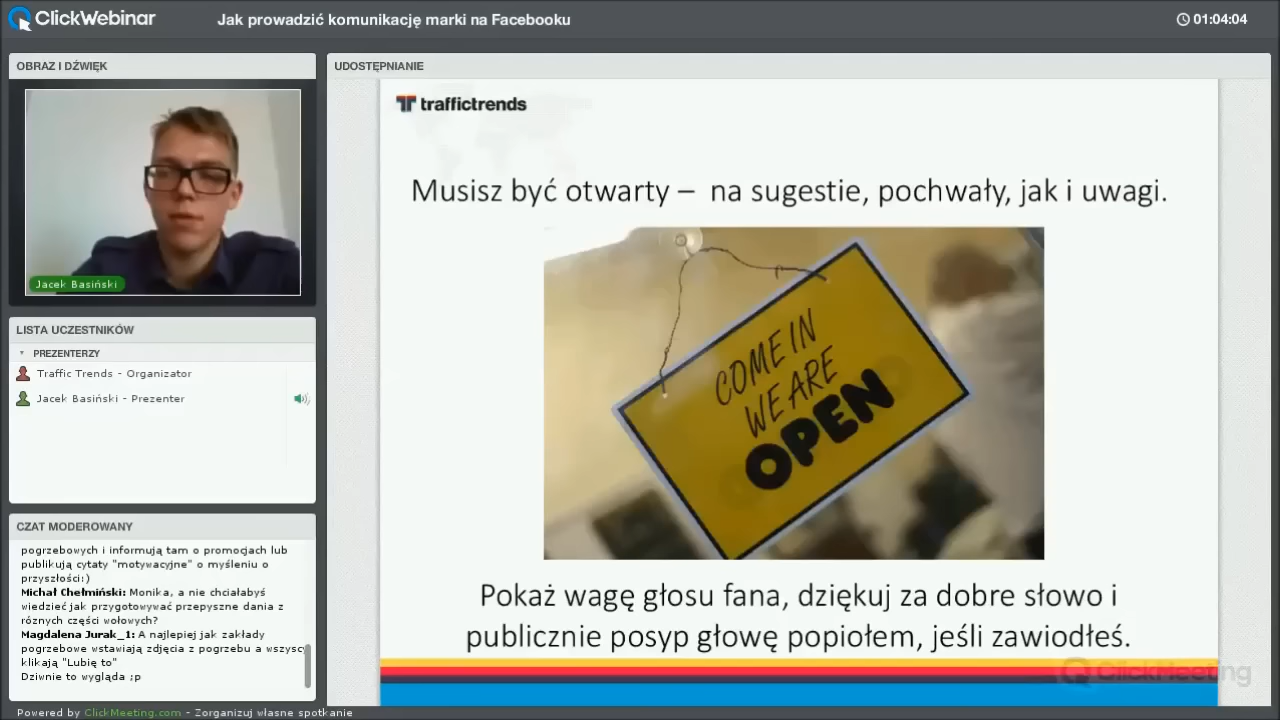 ClickWebinar
Jak prowadzić komunikację marki na Facebooku
01:04:04
OBRAZ I DŹWIĘK
Jacek Basiński
LISTA UCZESTNIKÓW
PREZENTERZY
Traffic Trends - Organizator
Jacek Basiński - Prezenter
CZAT MODEROWANY
pogrzebowych i informują tam o promocjach lub
publikują cytaty "motywacyjne" o myśleniu o
przyszłości:)
Michał Chełmiński: Monika, a nie chciałabyś
wiedzieć jak przygotowywać przepyszne dania z
różnych części wołowych?
Magdalena Jurak_1: A najlepiej jak zakłady
pogrzebowe wstawiają zdjęcia z pogrzebu a wszyscy
klikają "Lubię to"
Dziwnie to wygląda ;p
UDOSTĘPNIANIE
traffictrends
Musisz być otwarty – na sugestie, pochwały, jak i uwagi.
COME IN
WE ARE
OPEN
Pokaż wagę głosu fana, dziękuj za dobre słowo i
publicznie posyp głowę popiołem, jeśli zawiodłeś.
ClickMeeting
Powered by ClickMeeting.com - Zorganizuj własne spotkanie